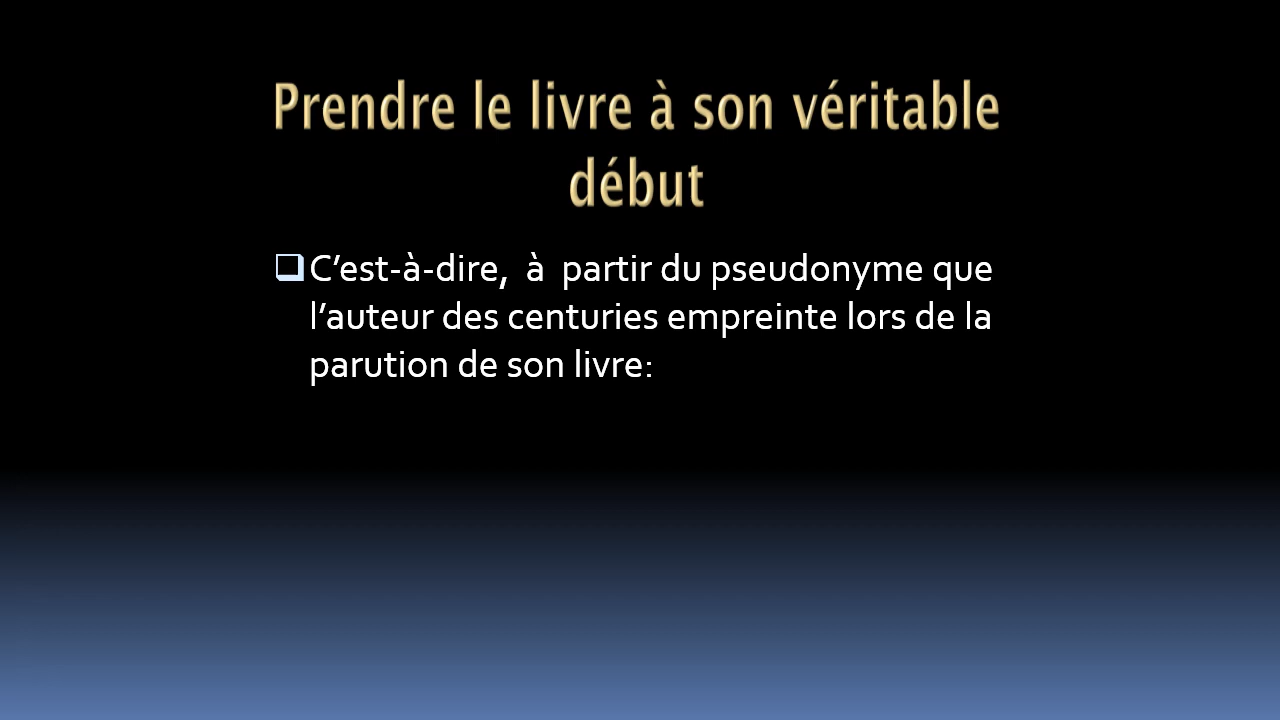 Prendre le livre à son véritable
début
❑C’est-à-dire,  à  partir du pseudonyme que
l’auteur des centuries empreinte lors de la
parution de son livre: